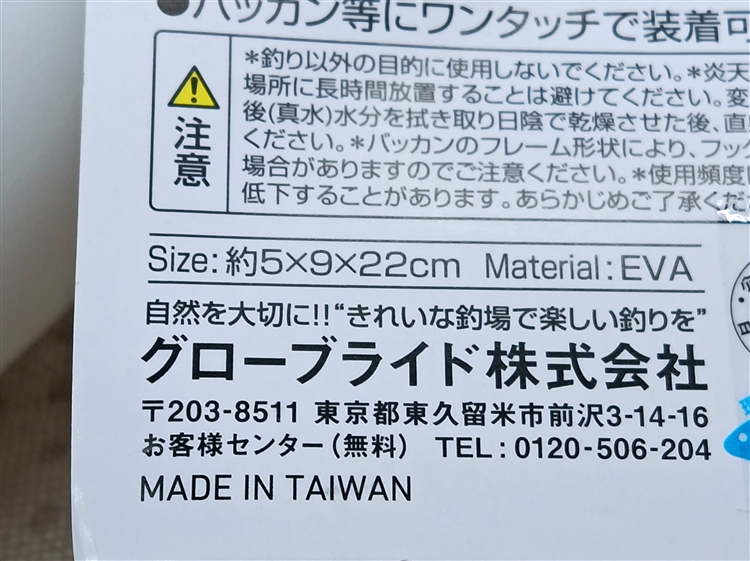 ●バッカン等にワンタッチで装着可
注意
*釣り以外の目的に使用しないでください。*炎天
場所に長時間放置することは避けてください。変
後(真水)水分を拭き取り日陰で乾燥させた後、直
ください。*バッカンのフレーム形状により、フッ
場合がありますのでご注意ください。*使用頻度
低下することがあります。あらかじめご了承くだ
Size:約5×9×22cm Material:EVA
自然を大切に!!"きれいな釣場で楽しい釣りを"
グローブライド株式会社
〒203-8511 東京都東久留米市前沢3-14-16
お客様センター(無料) TEL:0120-506-204
MADE IN TAIWAN